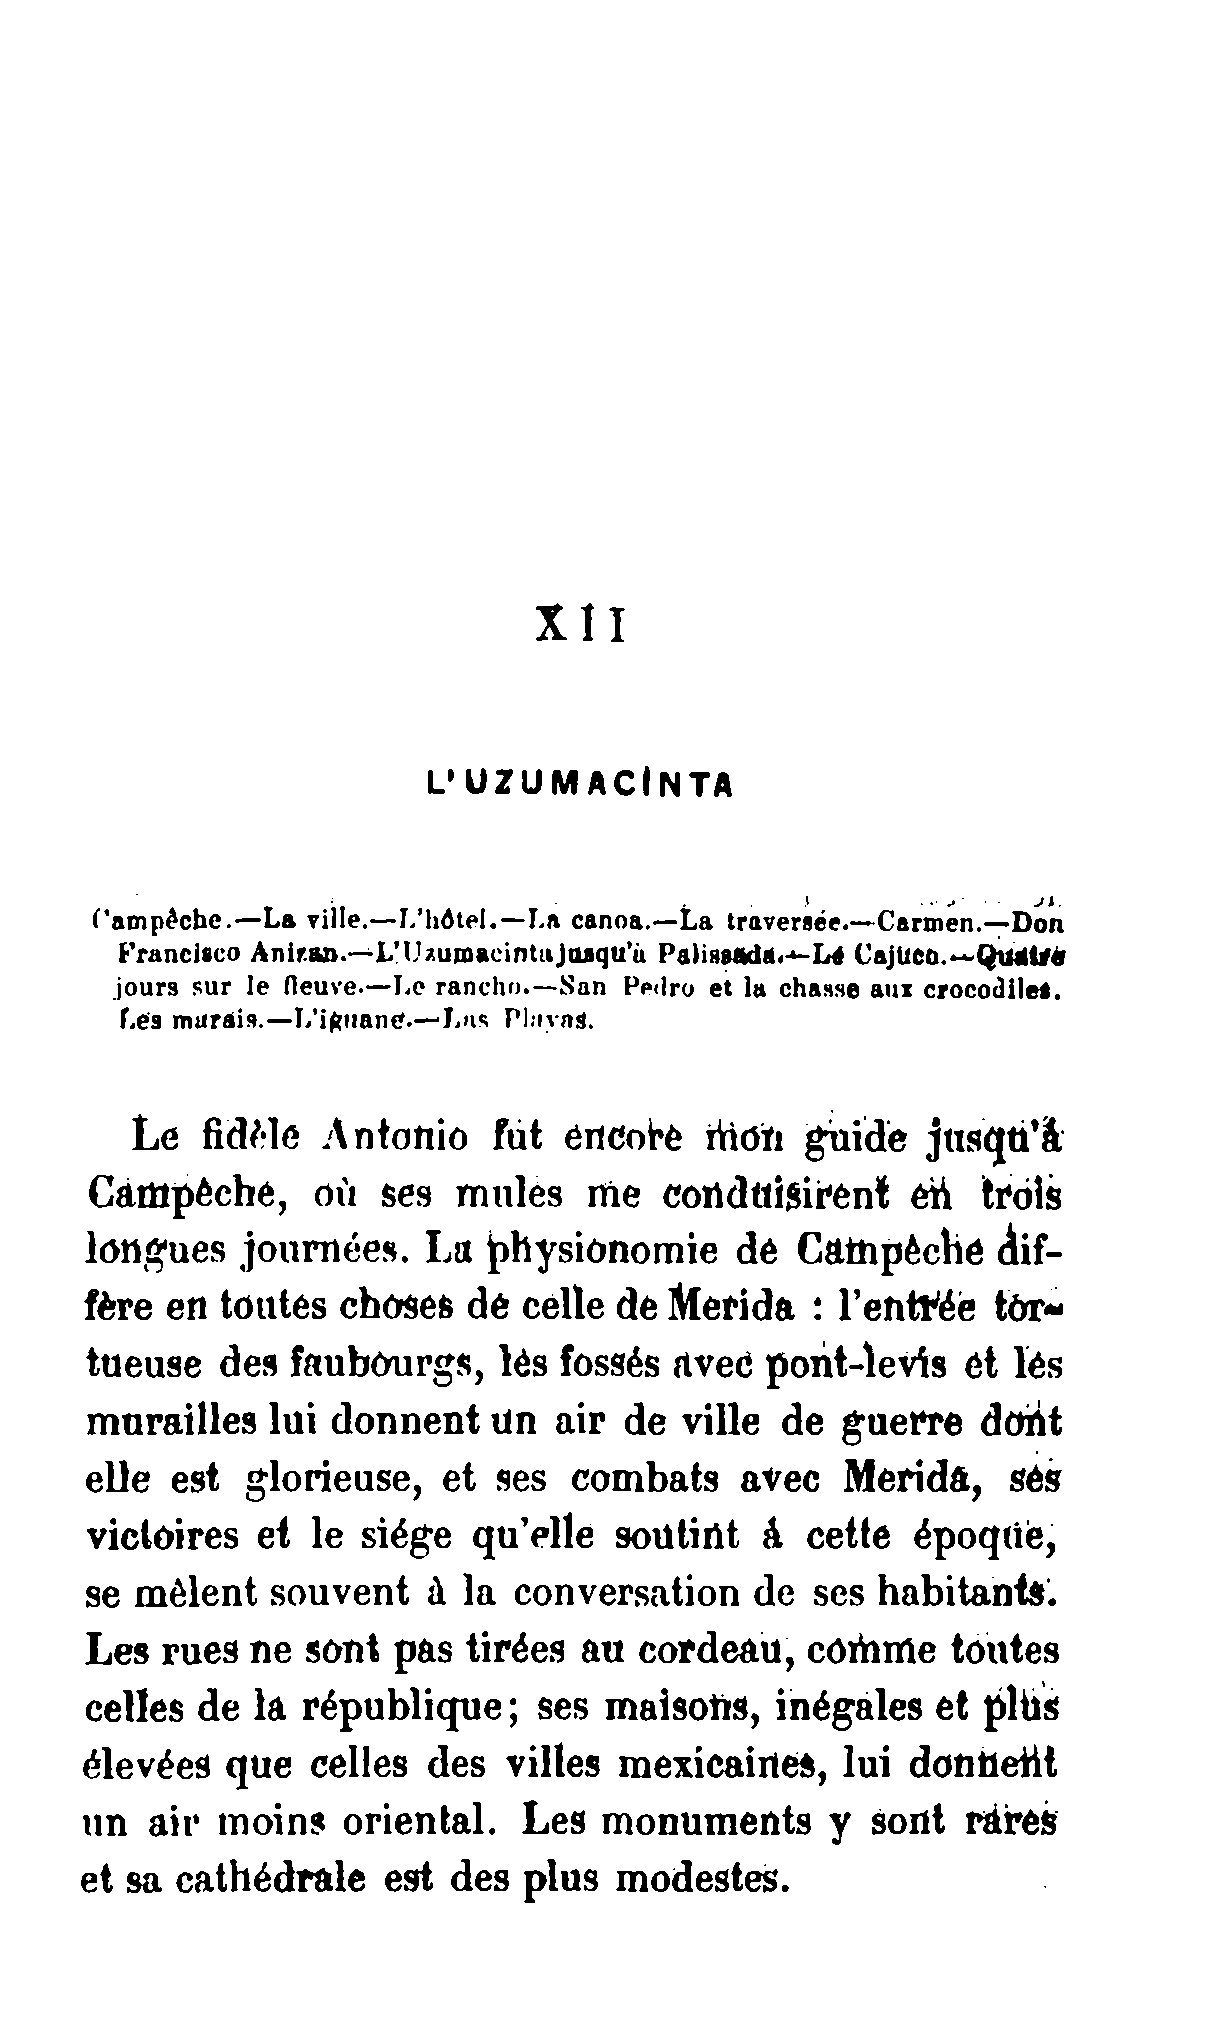 XII
L'UZUMACINTA
Campêche.—La ville.—L'hôtel.—La canoa.—La traversée.—Carmen.—Don
Francisco Aniran.—L'Uzumacinta jusqu'à Palissada.—Le Cajuco.—Quatre
jours sur le fleuve.—Le rancho.—San Pedro et la chasse aux crocodiles.
Les marais.—L'iguane.—Las Playas.
Le fidèle Antonio fut encore mon guide jusqu'à
Campêche, où ses mules me conduisirent en trois
longues journées. La physionomie de Campêche dif-
fère en toutes choses de celle de Merida : l'entrée tor-
tueuse des faubourgs, les fossés avec pont-levis et les
murailles lui donnent un air de ville de guerre dont
elle est glorieuse, et ses combats avec Merida, ses
victoires et le siége qu'elle soutint à cette époque,
se mêlent souvent à la conversation de ses habitants.
Les rues ne sont pas tirées au cordeau, comme toutes
celles de la république; ses maisons, inégales et plus
élevées que celles des villes mexicaines, lui donnent
un air moins oriental. Les monuments y sont rares
et sa cathédrale est des plus modestes.